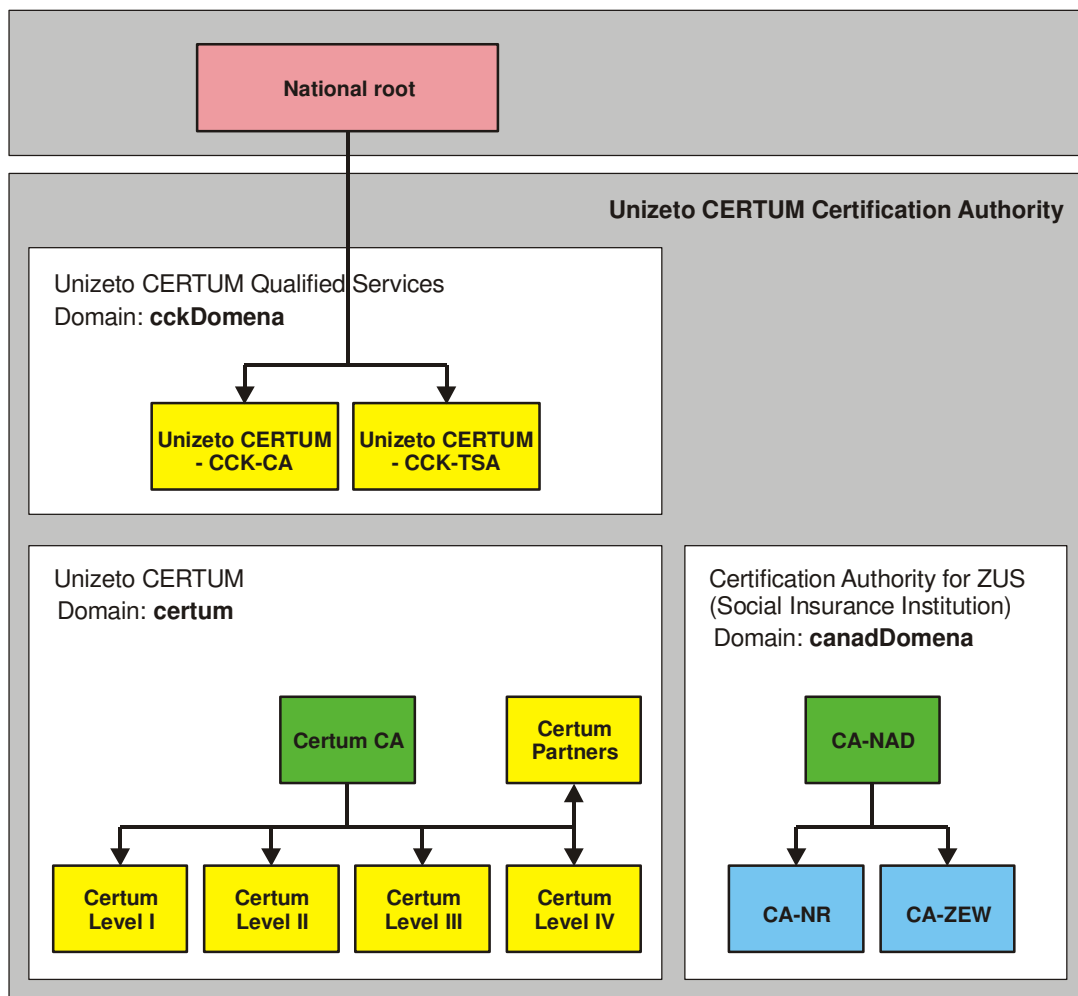 National root
Unizeto CERTUM Certification Authority
Unizeto CERTUM Qualified Services
Domain: cckDomena
Unizeto CERTUM
- CCK-CA
Unizeto CERTUM
- CCK-TSA
Unizeto CERTUM
Domain: certum
Certum CA
Certum
Partners
Certum
Level I
Certum
Level II
Certum
Level III
Certum
Level IV
Certification Authority for ZUS
(Social Insurance Institution)
Domain: canadDomena
CA-NAD
CA-NR
CA-ZEW